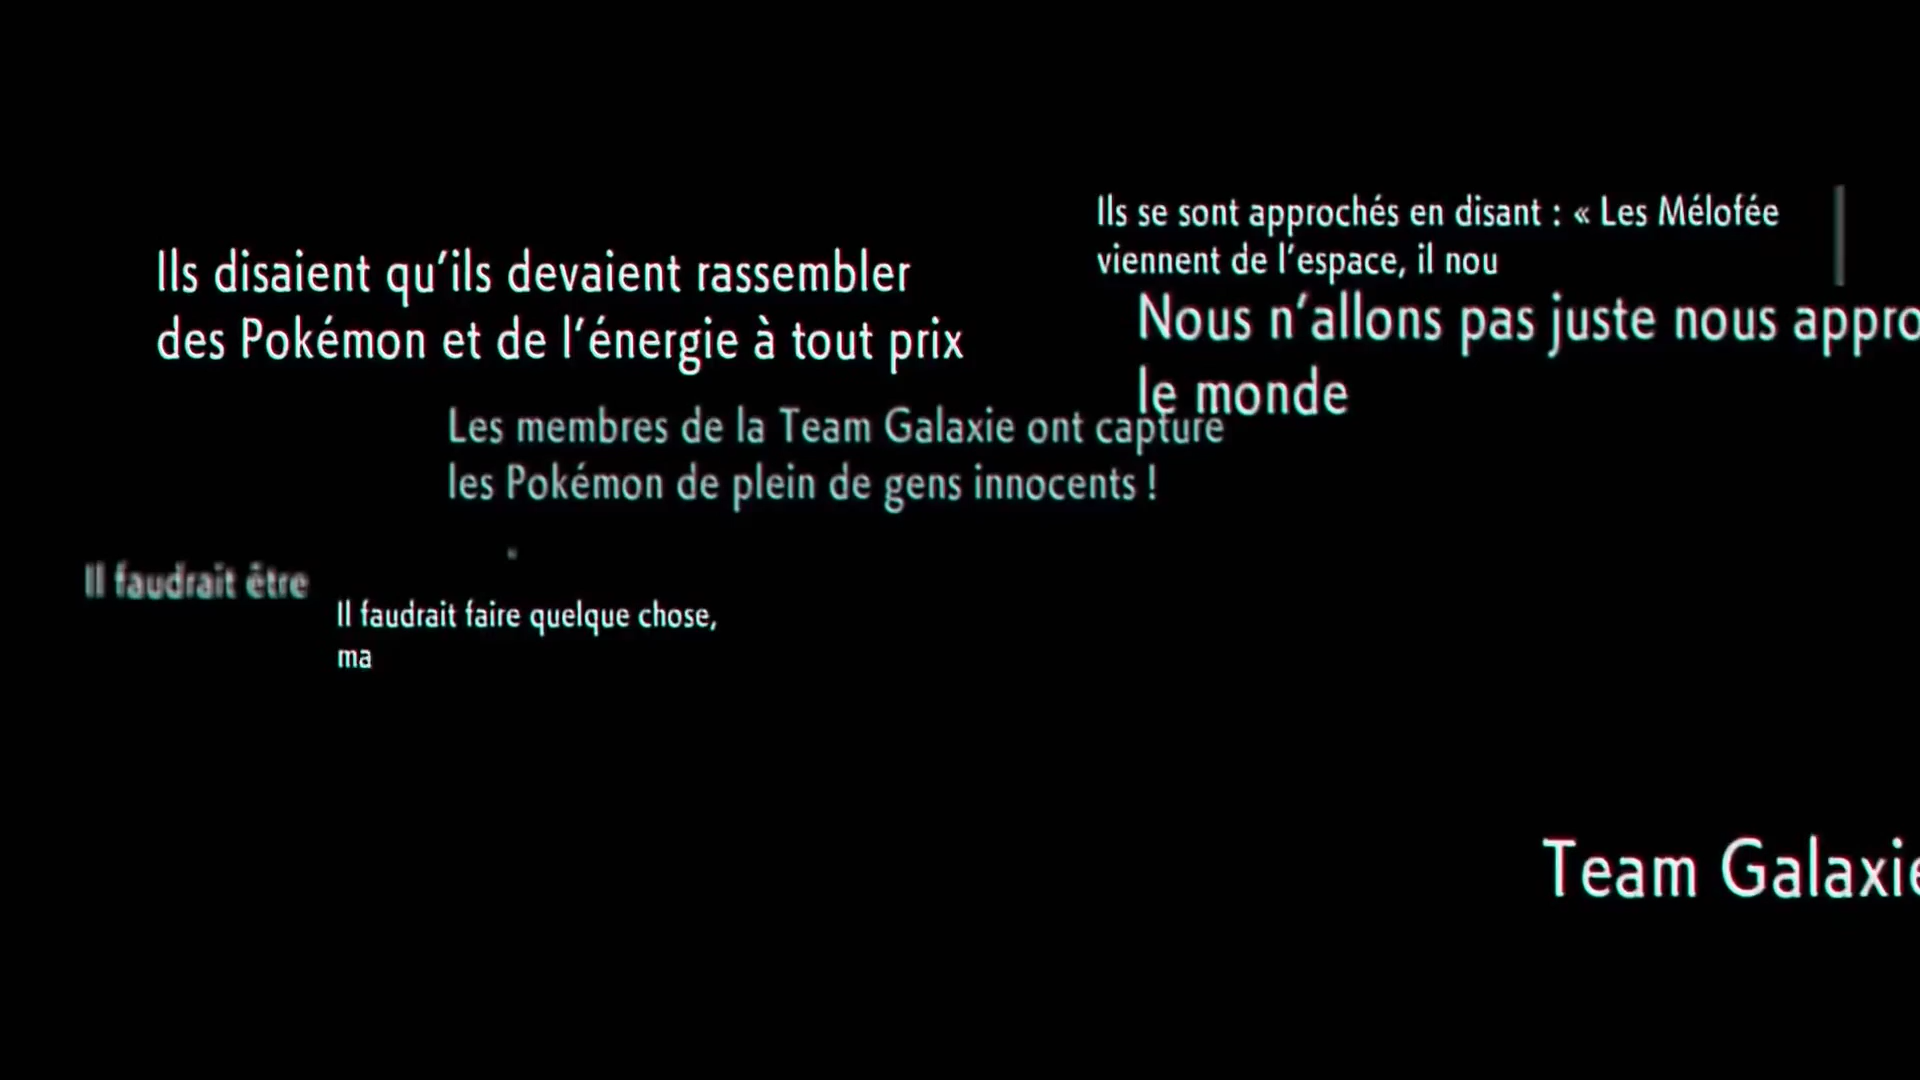 Ils se sont approchés en disant : « Les Mélofée
viennent de l’espace, il nou
Ils disaient qu’ils devaient rassembler
des Pokémon et de l’énergie à tout prix
Nous n’allons pas juste nous appro
le monde
Les membres de la Team Galaxie ont capturé
les Pokémon de plein de gens innocents !
Il faudrait être
Il faudrait faire quelque chose,
ma
Team Galaxie